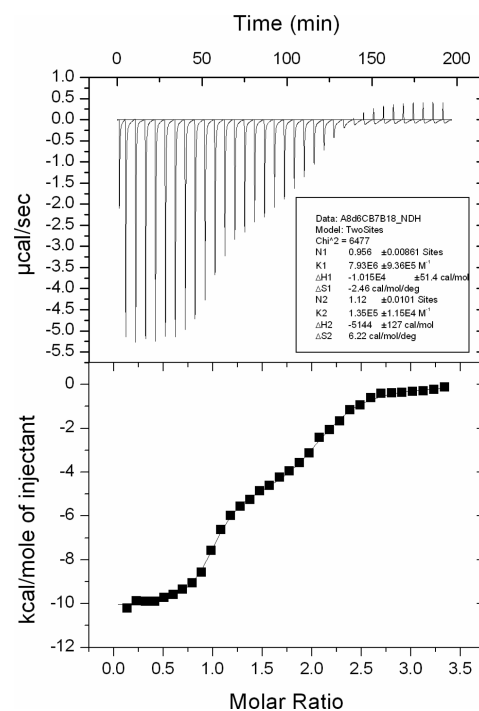 Time (min)
0 50 100 150 200
1.0
0.5
0.0
-0.5
-1.0
-1.5
-2.0
-2.5
-3.0
-3.5
-4.0
-4.5
-5.0
-5.5
µcal/sec
Data: A8d6CB7B18_NDH
Model: TwoSites
Chi^2 = 6477
N1 0.956 ±0.00861 Sites
K1 7.93E6 ±9.36E5 M⁻¹
ΔH1 -1.015E4 ±51.4 cal/mol
ΔS1 -2.46 cal/mol/deg
N2 1.12 ±0.0101 Sites
K2 1.35E5 ±1.15E4 M⁻¹
ΔH2 -5144 ±127 cal/mol
ΔS2 6.22 cal/mol/deg
0
-2
-4
-6
-8
-10
-12
kcal/mole of injectant
0.0 0.5 1.0 1.5 2.0 2.5 3.0 3.5
Molar Ratio